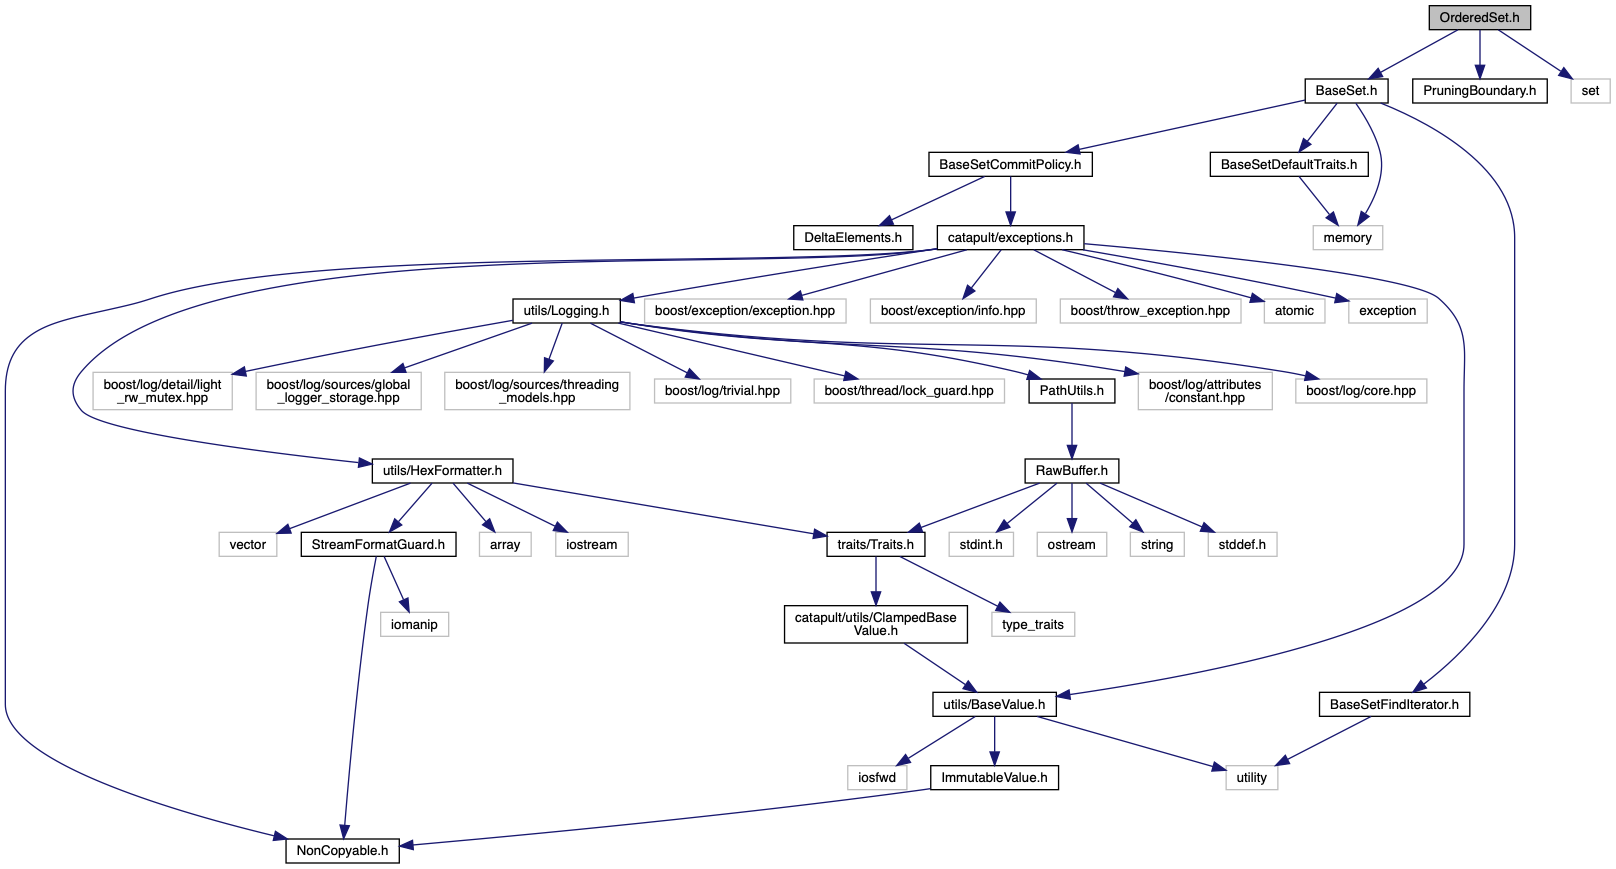 OrderedSet.h
BaseSet.h
PruningBoundary.h
set
BaseSetCommitPolicy.h
BaseSetDefaultTraits.h
DeltaElements.h
catapult/exceptions.h
memory
utils/Logging.h
boost/exception/exception.hpp
boost/exception/info.hpp
boost/throw_exception.hpp
atomic
exception
boost/log/detail/light
_rw_mutex.hpp
boost/log/sources/global
_logger_storage.hpp
boost/log/sources/threading
_models.hpp
boost/log/trivial.hpp
boost/thread/lock_guard.hpp
PathUtils.h
boost/log/attributes
/constant.hpp
boost/log/core.hpp
utils/HexFormatter.h
RawBuffer.h
vector
StreamFormatGuard.h
array
iostream
traits/Traits.h
stdint.h
ostream
string
stddef.h
iomanip
catapult/utils/ClampedBase
Value.h
type_traits
utils/BaseValue.h
BaseSetFindIterator.h
iosfwd
ImmutableValue.h
utility
NonCopyable.h